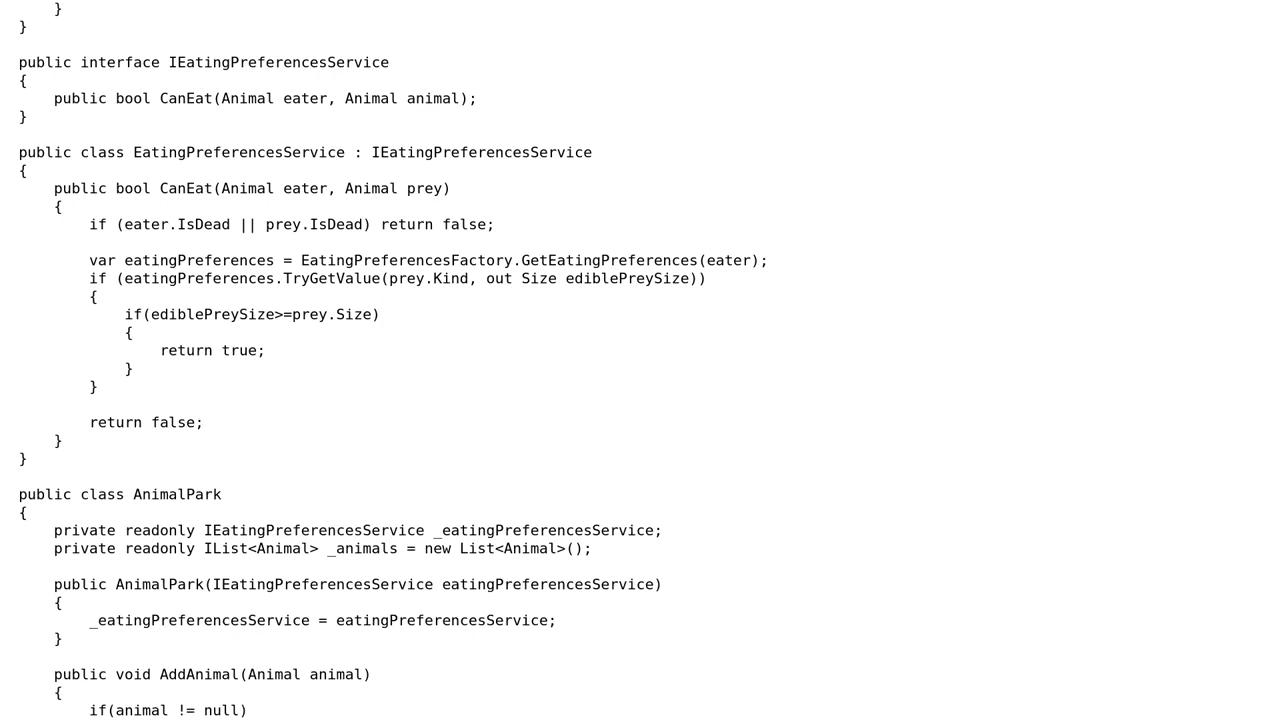 }
}

public interface IEatingPreferencesService
{
    public bool CanEat(Animal eater, Animal animal);
}

public class EatingPreferencesService : IEatingPreferencesService
{
    public bool CanEat(Animal eater, Animal prey)
    {
        if (eater.IsDead || prey.IsDead) return false;

        var eatingPreferences = EatingPreferencesFactory.GetEatingPreferences(eater);
        if (eatingPreferences.TryGetValue(prey.Kind, out Size ediblePreySize))
        {
            if(ediblePreySize>=prey.Size)
            {
                return true;
            }
        }

        return false;
    }
}

public class AnimalPark
{
    private readonly IEatingPreferencesService _eatingPreferencesService;
    private readonly IList<Animal> _animals = new List<Animal>();

    public AnimalPark(IEatingPreferencesService eatingPreferencesService)
    {
        _eatingPreferencesService = eatingPreferencesService;
    }

    public void AddAnimal(Animal animal)
    {
        if(animal != null)